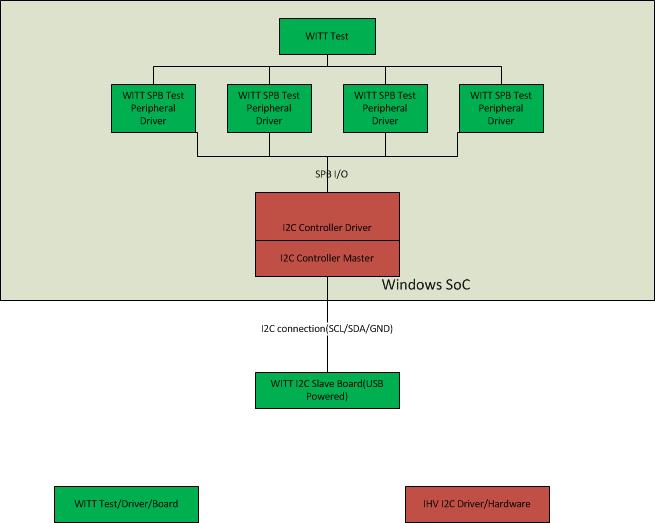 WITT Test
WITT SPB Test
Peripheral
Driver
WITT SPB Test
Peripheral
Driver
WITT SPB Test
Peripheral
Driver
WITT SPB Test
Peripheral
Driver
SPB I/O
I2C Controller Driver
I2C Controller Master
Windows SoC
I2C connection(SCL/SDA/GND)
WITT I2C Slave Board(USB
Powered)
WITT Test/Driver/Board
IHV I2C Driver/Hardware